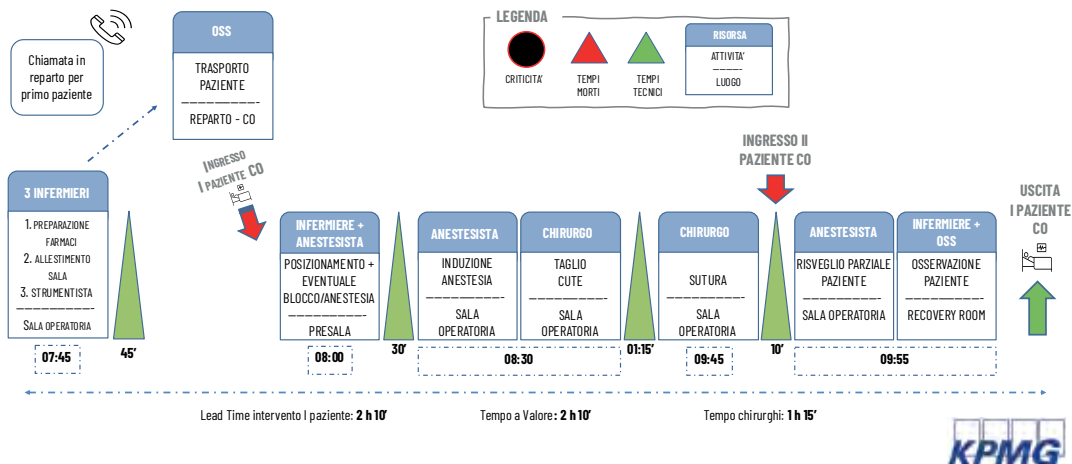 Chiamata in
reparto per
primo paziente
OSS
TRASPORTO
PAZIENTE
----------
REPARTO - CO
LEGENDA
CRITICITA'
TEMPI
MORTI
TEMPI
TECNICI
RISORSA
ATTIVITA'
-----
LUOGO
INGRESSO
I PAZIENTE CO
INGRESSO II
PAZIENTE CO
USCITA
I PAZIENTE
CO
3 INFERMIERI
1. PREPARAZIONE
FARMACI
2. ALLESTIMENTO
SALA
3. STRUMENTISTA
----------
SALA OPERATORIA
07:45
45'
INFERMIERE +
ANESTESISTA
POSIZIONAMENTO +
EVENTUALE
BLOCCO/ANESTESIA
----------
PRESALA
08:00
30'
ANESTESISTA
INDUZIONE
ANESTESIA
----------
SALA
OPERATORIA
CHIRURGO
TAGLIO
CUTE
----------
SALA
OPERATORIA
08:30
01:15'
CHIRURGO
SUTURA
----------
SALA
OPERATORIA
09:45
10'
ANESTESISTA
RISVEGLIO PARZIALE
PAZIENTE
----------
SALA OPERATORIA
INFERMIERE +
OSS
OSSERVAZIONE
PAZIENTE
----------
RECOVERY ROOM
09:55
Lead Time intervento I paziente: 2 h 10'
Tempo a Valore: 2 h 10'
Tempo chirurghi: 1 h 15'
KPMG